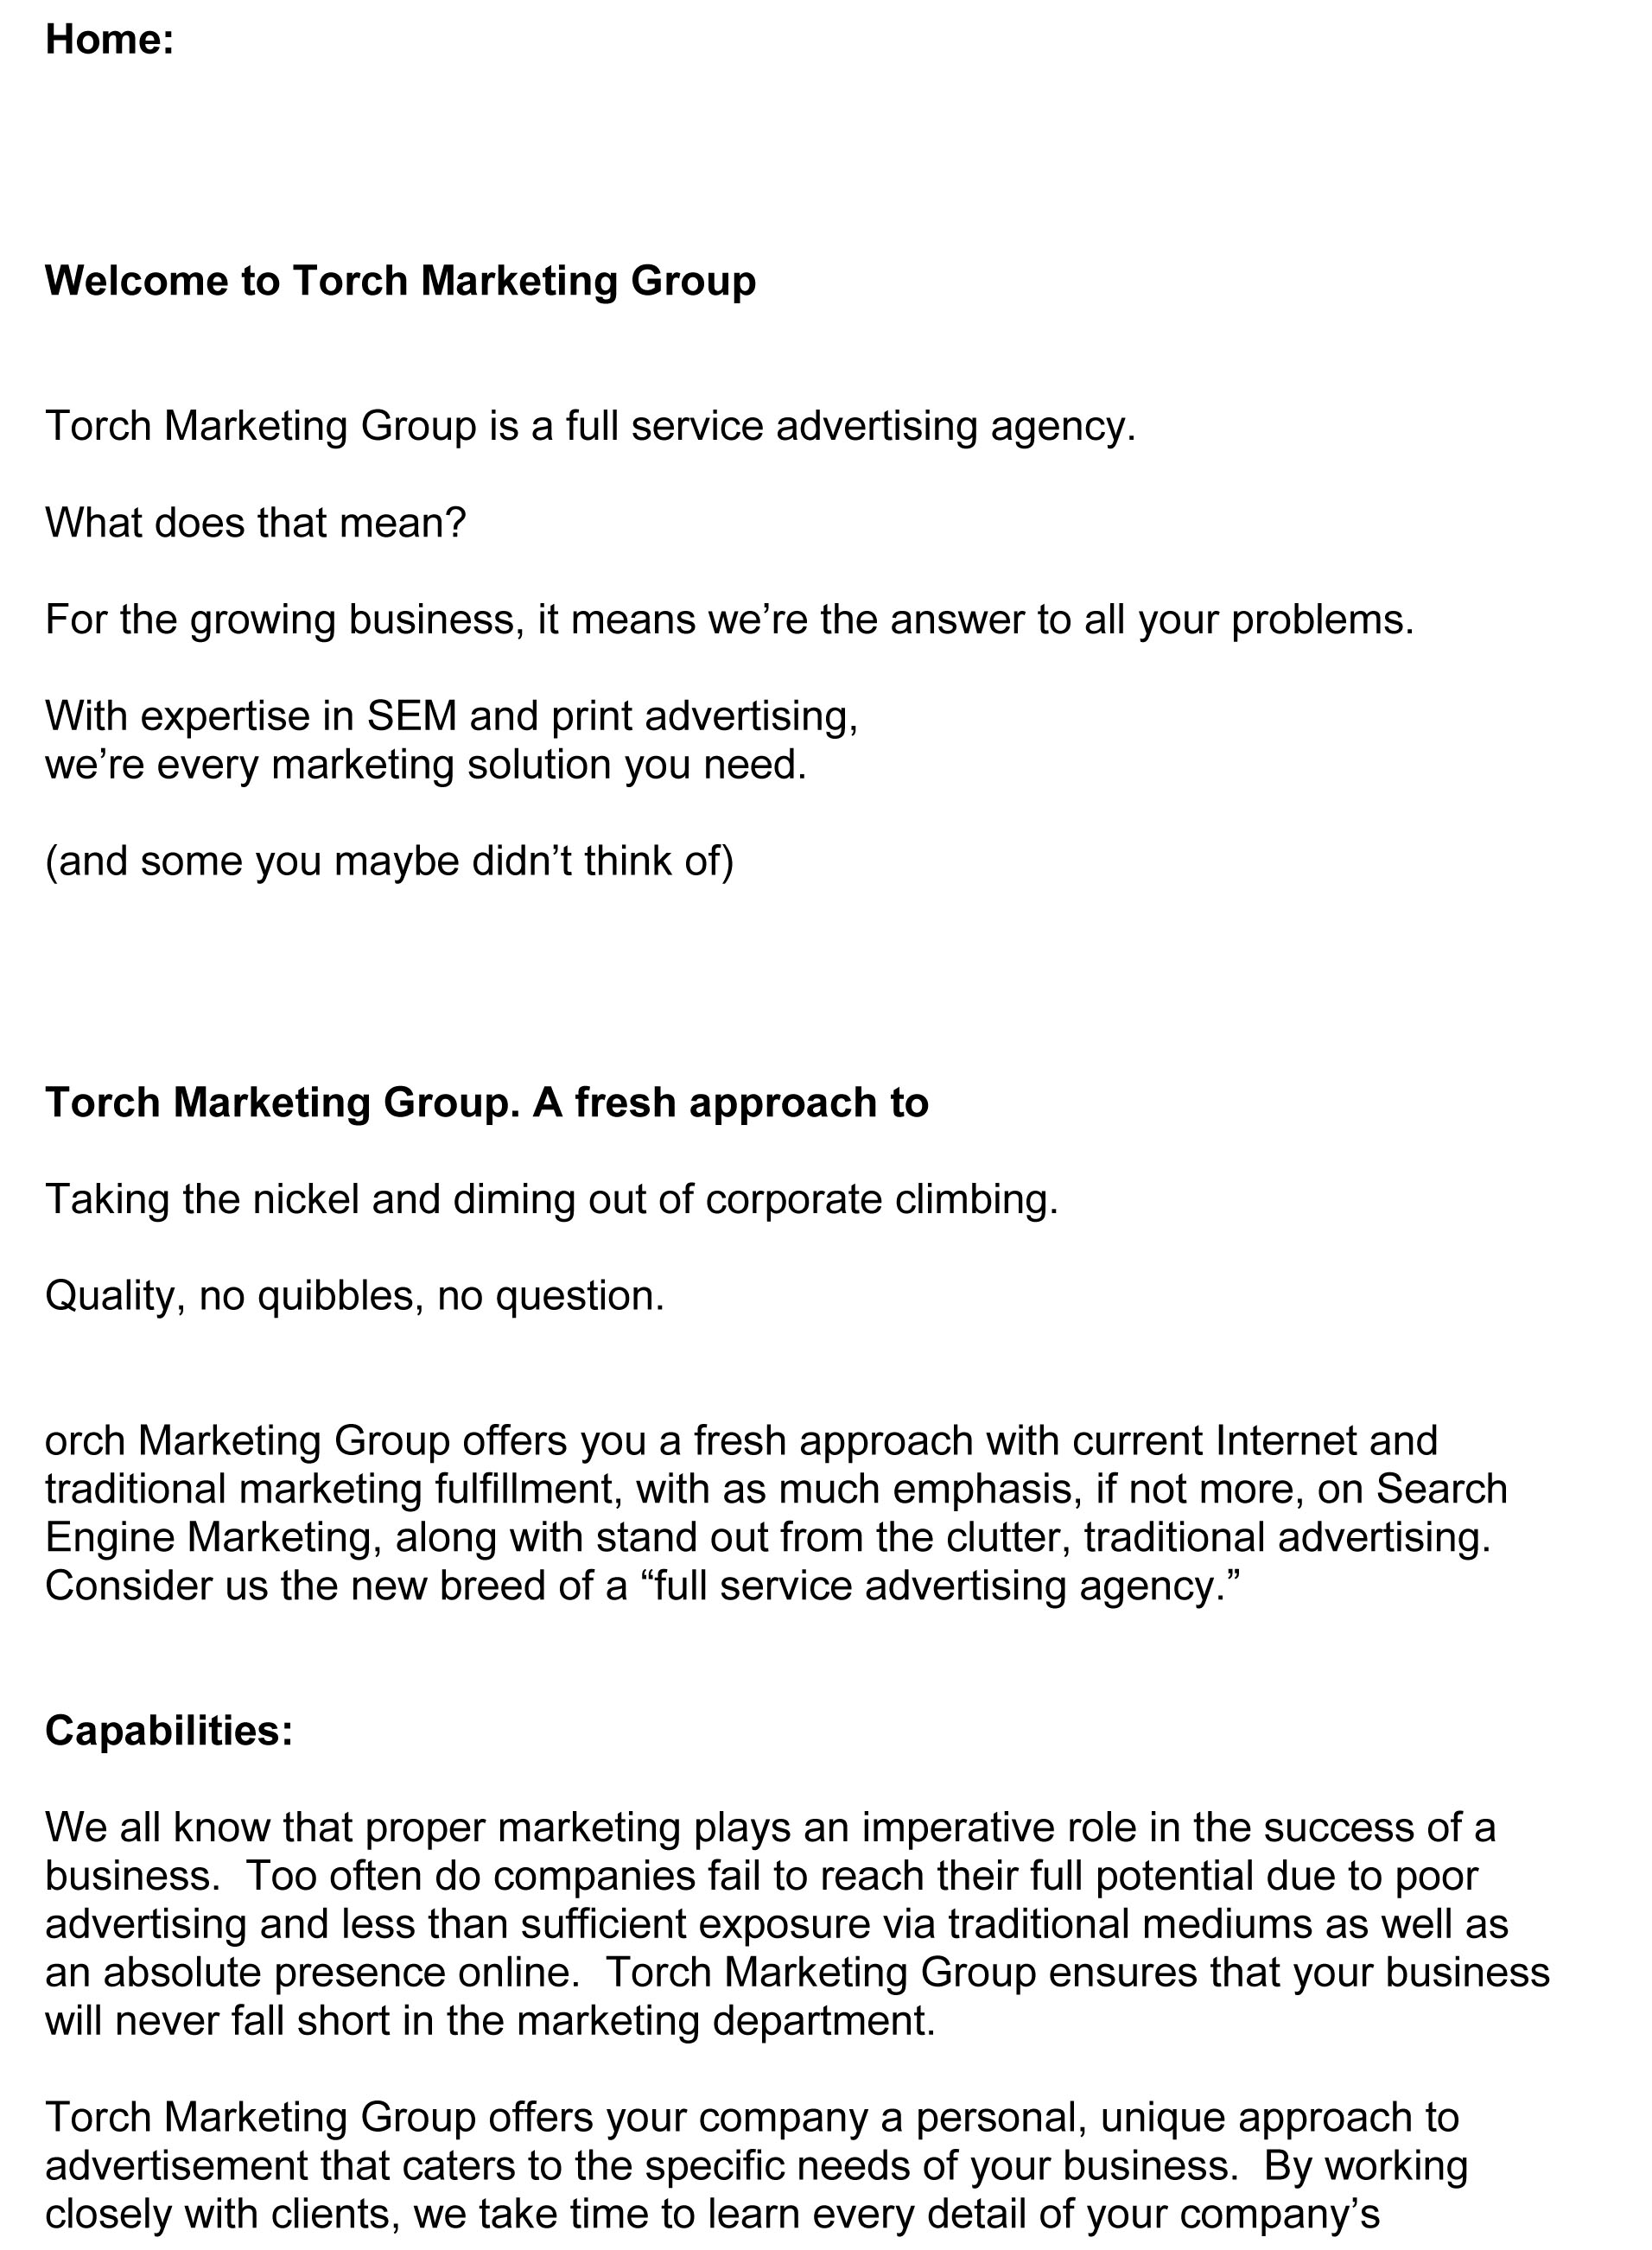 Home:
Welcome to Torch Marketing Group
Torch Marketing Group is a full service advertising agency.
What does that mean?
For the growing business, it means we’re the answer to all your problems.
With expertise in SEM and print advertising,
we’re every marketing solution you need.
(and some you maybe didn’t think of)
Torch Marketing Group. A fresh approach to
Taking the nickel and diming out of corporate climbing.
Quality, no quibbles, no question.
orch Marketing Group offers you a fresh approach with current Internet and
traditional marketing fulfillment, with as much emphasis, if not more, on Search
Engine Marketing, along with stand out from the clutter, traditional advertising.
Consider us the new breed of a “full service advertising agency.”
Capabilities:
We all know that proper marketing plays an imperative role in the success of a
business.  Too often do companies fail to reach their full potential due to poor
advertising and less than sufficient exposure via traditional mediums as well as
an absolute presence online.  Torch Marketing Group ensures that your business
will never fall short in the marketing department.
Torch Marketing Group offers your company a personal, unique approach to
advertisement that caters to the specific needs of your business.  By working
closely with clients, we take time to learn every detail of your company’s